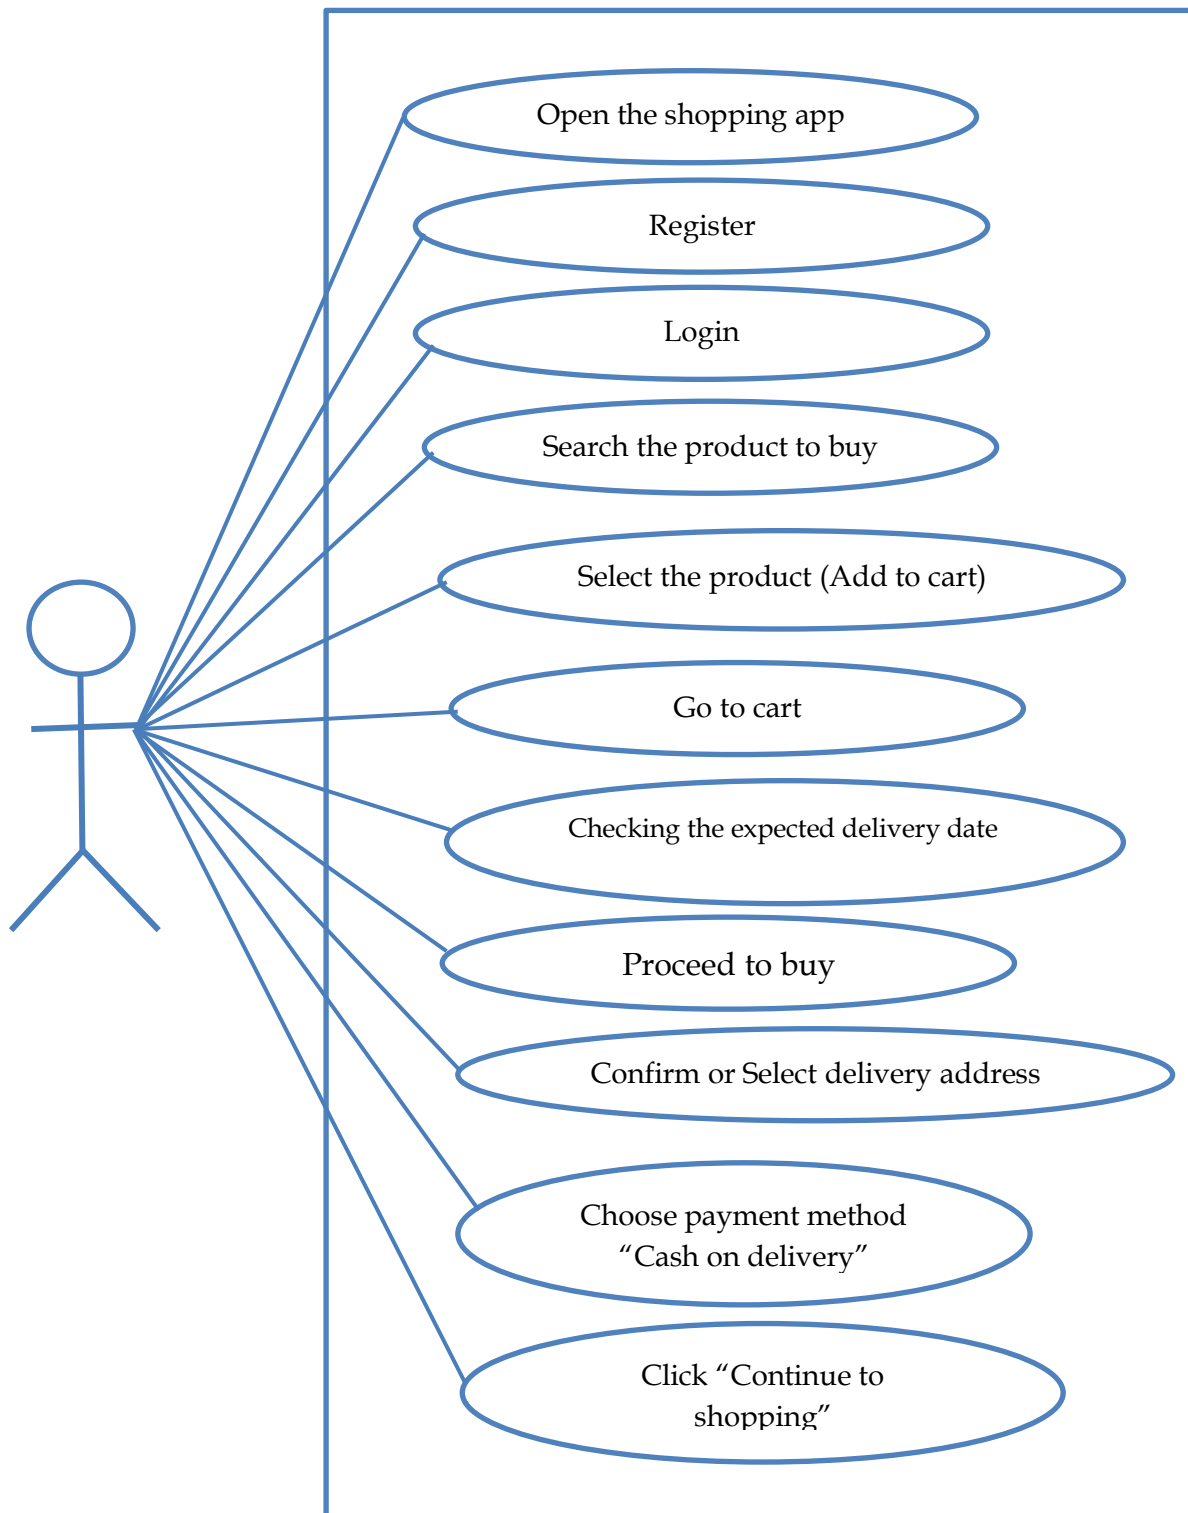 Open the shopping app
Register
Login
Search the product to buy
Select the product (Add to cart)
Go to cart
Checking the expected delivery date
Proceed to buy
Confirm or Select delivery address
Choose payment method
“Cash on delivery”
Click “Continue to
shopping”